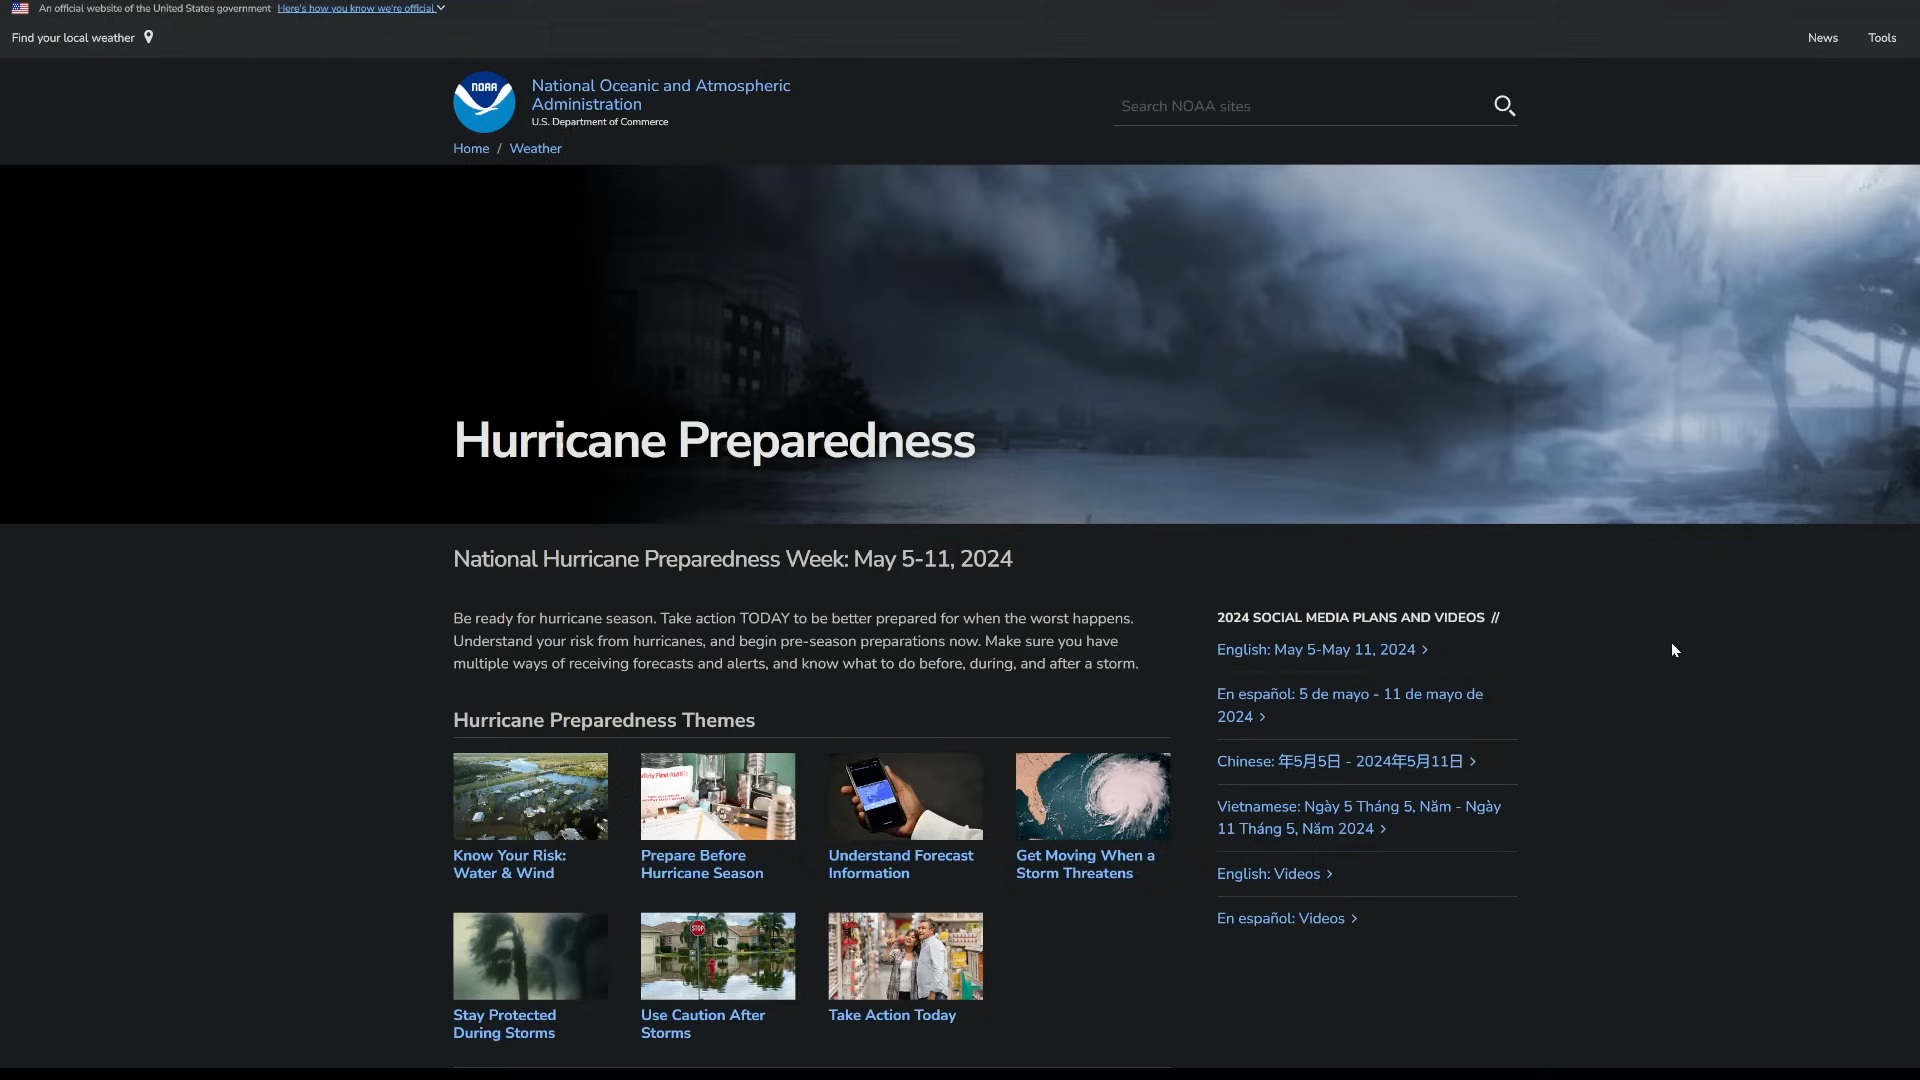 An official website of the United States government Here's how you know we're official
Find your local weather
News
Tools
NOAA
National Oceanic and Atmospheric
Administration
U.S. Department of Commerce
Search NOAA sites
Home / Weather
Hurricane Preparedness
National Hurricane Preparedness Week: May 5-11, 2024
Be ready for hurricane season. Take action TODAY to be better prepared for when the worst happens.
Understand your risk from hurricanes, and begin pre-season preparations now. Make sure you have
multiple ways of receiving forecasts and alerts, and know what to do before, during, and after a storm.
Hurricane Preparedness Themes
Know Your Risk:
Water & Wind
Prepare Before
Hurricane Season
Understand Forecast
Information
Get Moving When a
Storm Threatens
STOP
Stay Protected
During Storms
Use Caution After
Storms
Take Action Today
2024 SOCIAL MEDIA PLANS AND VIDEOS //
English: May 5-May 11, 2024 >
En español: 5 de mayo - 11 de mayo de
2024 >
Chinese: 年5月5日 - 2024年5月11日 >
Vietnamese: Ngày 5 Tháng 5, Năm - Ngày
11 Tháng 5, Năm 2024 >
English: Videos >
En español: Videos >